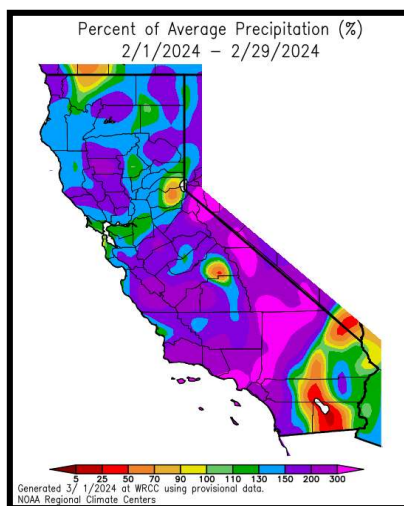 Percent of Average Precipitation (%)
2/1/2024 – 2/29/2024
5 25 50 70 90 100 110 130 150 200 300
Generated 3/ 1/2024 at WRCC using provisional data.
NOAA Regional Climate Centers